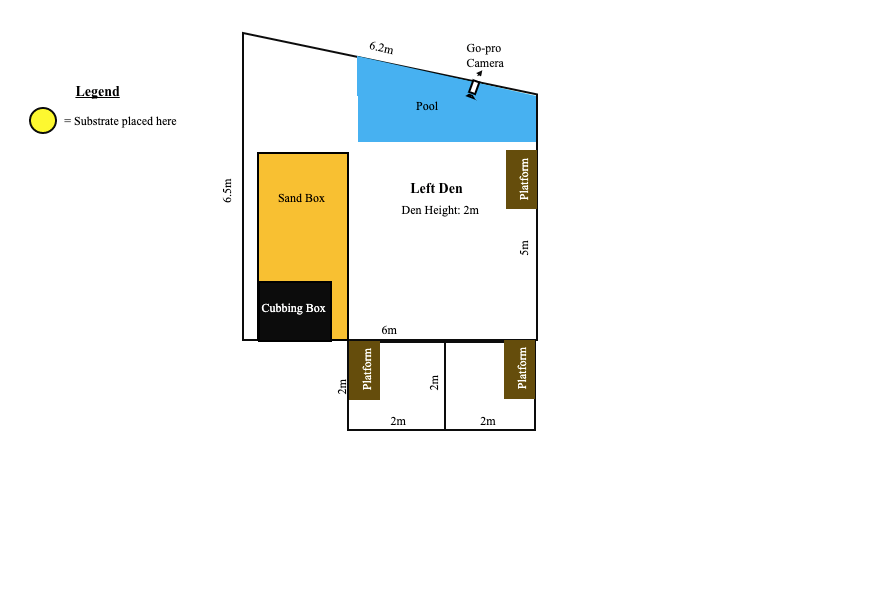 6.2m
Go-pro
Camera
Legend
= Substrate placed here
Pool
Platform
6.5m
Sand Box
Left Den
Den Height: 2m
5m
Cubbing Box
6m
Platform
2m
2m
Platform
2m
2m